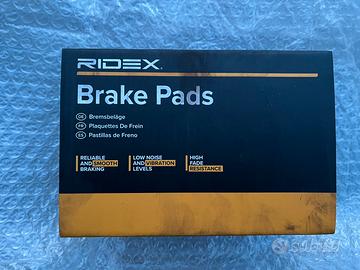 RIDEX
Brake Pads
DE Bremsbeläge
FR Plaquettes De Frein
ES Pastillas de Freno
RELIABLE
AND SMOOTH
BRAKING
LOW NOISE
AND VIBRATION
LEVELS
HIGH
FADE
RESISTANCE
subito